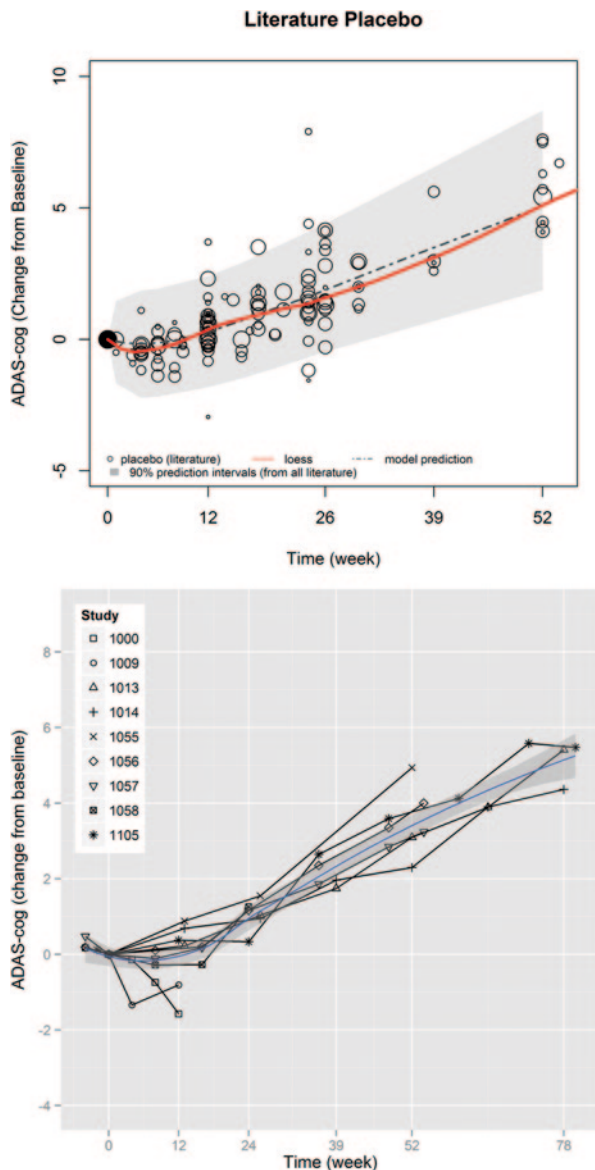 Literature Placebo
ADAS-cog (Change from Baseline)
10
5
0
-5
placebo (literature) loess model prediction
90% prediction intervals (from all literature)
0 12 26 39 52
Time (week)
ADAS-cog (change from baseline)
Study
1000
1009
1013
1014
1055
1056
1057
1058
1105
8
6
4
2
0
-2
-4
0 12 24 39 52 78
Time (week)